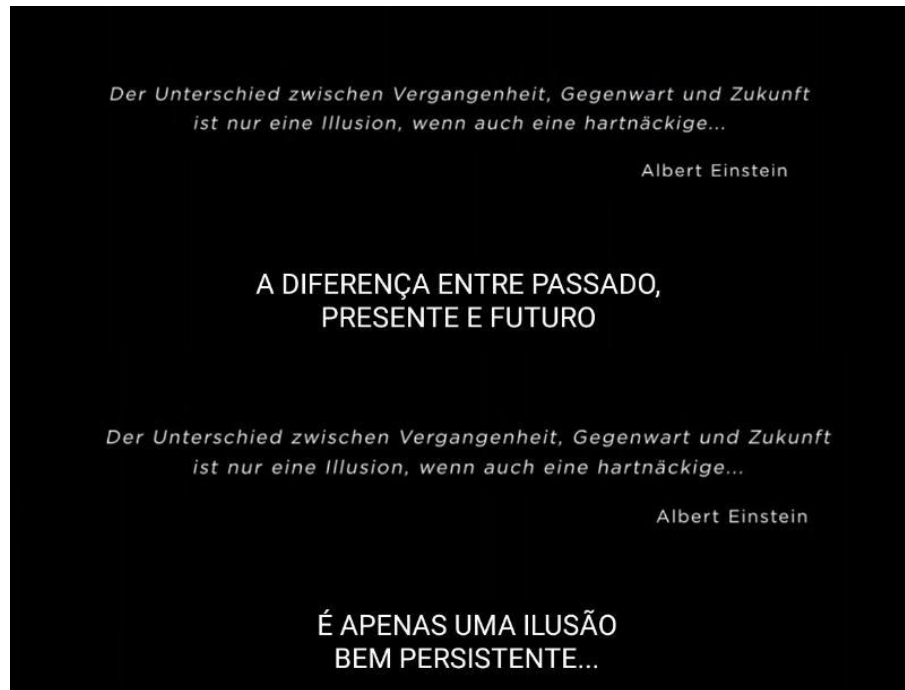 Der Unterschied zwischen Vergangenheit, Gegenwart und Zukunft
ist nur eine Illusion, wenn auch eine hartnäckige...
Albert Einstein
A DIFERENÇA ENTRE PASSADO,
PRESENTE E FUTURO
Der Unterschied zwischen Vergangenheit, Gegenwart und Zukunft
ist nur eine Illusion, wenn auch eine hartnäckige...
Albert Einstein
É APENAS UMA ILUSÃO
BEM PERSISTENTE...